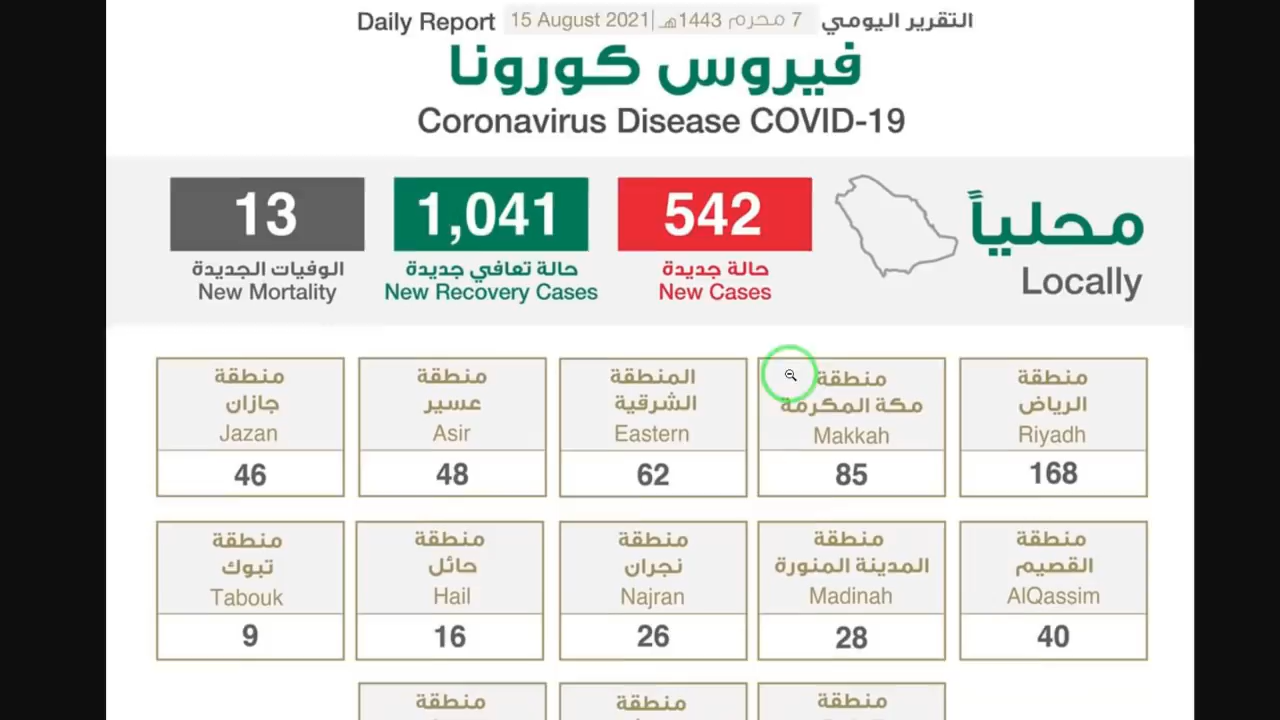 Daily Report 15 August 2021| 7 محرم 1443هـ التقرير اليومي
فيروس كورونا
Coronavirus Disease COVID-19
محلياً
Locally
542
حالة جديدة
New Cases
1,041
حالة تعافي جديدة
New Recovery Cases
13
الوفيات الجديدة
New Mortality
منطقة
الرياض
Riyadh
168
منطقة
مكة المكرمة
Makkah
85
المنطقة
الشرقية
Eastern
62
منطقة
عسير
Asir
48
منطقة
جازان
Jazan
46
منطقة
القصيم
AlQassim
40
منطقة
المدينة المنورة
Madinah
28
منطقة
نجران
Najran
26
منطقة
حائل
Hail
16
منطقة
تبوك
Tabouk
9
منطقة
منطقة
منطقة